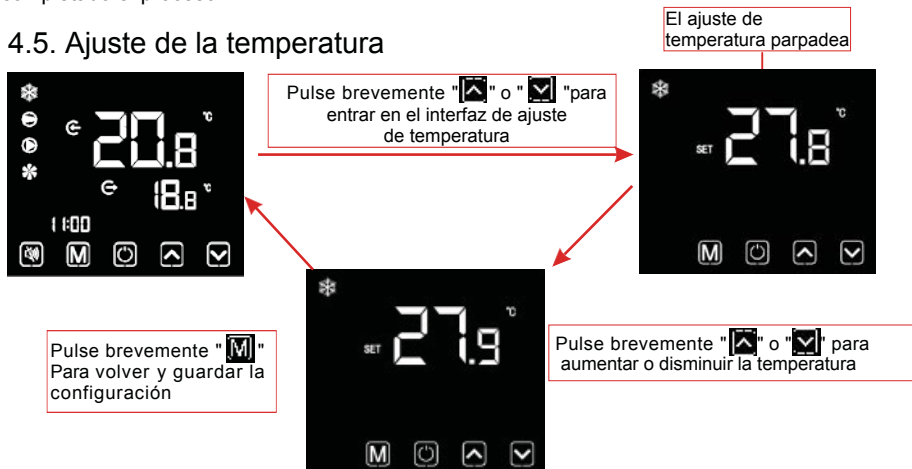 4.5. Ajuste de la temperatura
El ajuste de
temperatura parpadea
Pulse brevemente " " o " " para
entrar en el interfaz de ajuste
de temperatura
20.8 °C
18.8 °C
11:00
M
SET 27.8 °C
M
Pulse brevemente " " o " " para
aumentar o disminuir la temperatura
SET 27.9 °C
M
Pulse brevemente " M "
Para volver y guardar la
configuración